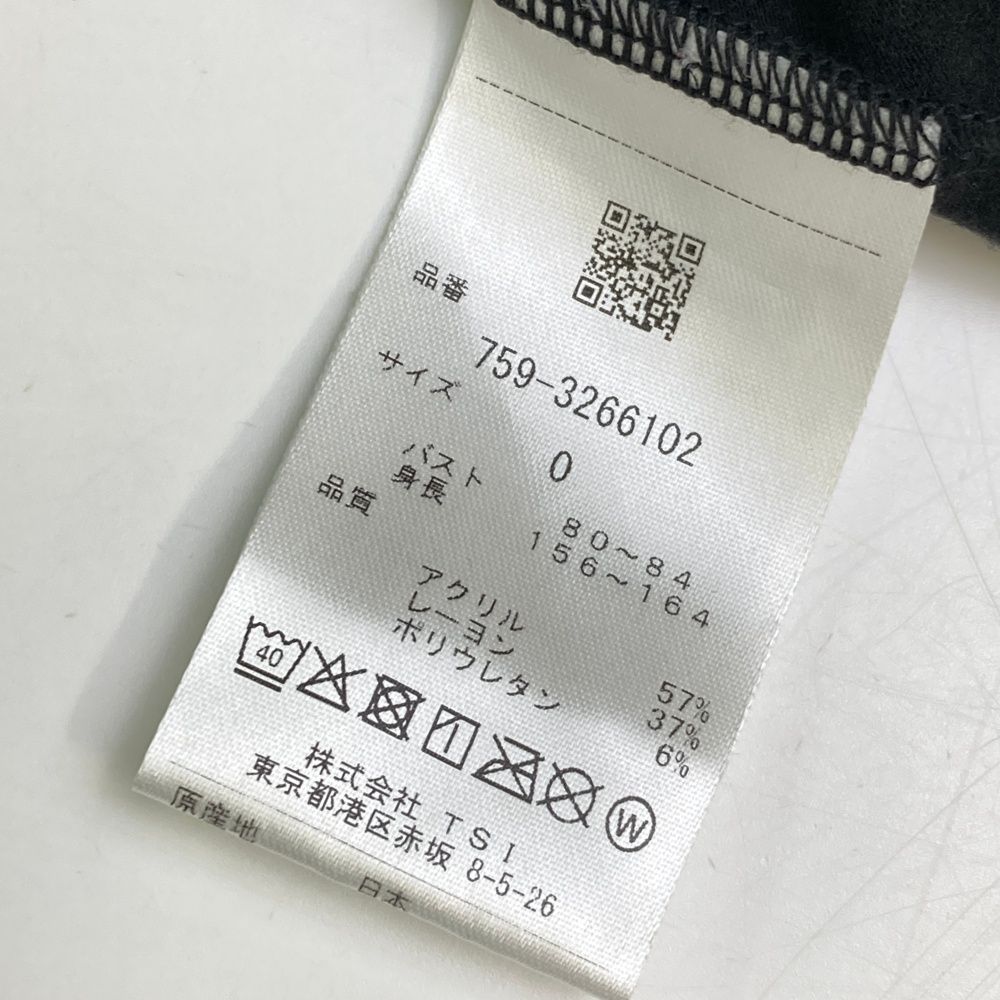 品番
759-3266102
サイズ
0
バスト 80～84
身長 156～164
品質
アクリル 57%
レーヨン 37%
ポリウレタン 6%
40
W
株式会社 TSI
東京都港区赤坂 8-5-26
原産地
日本